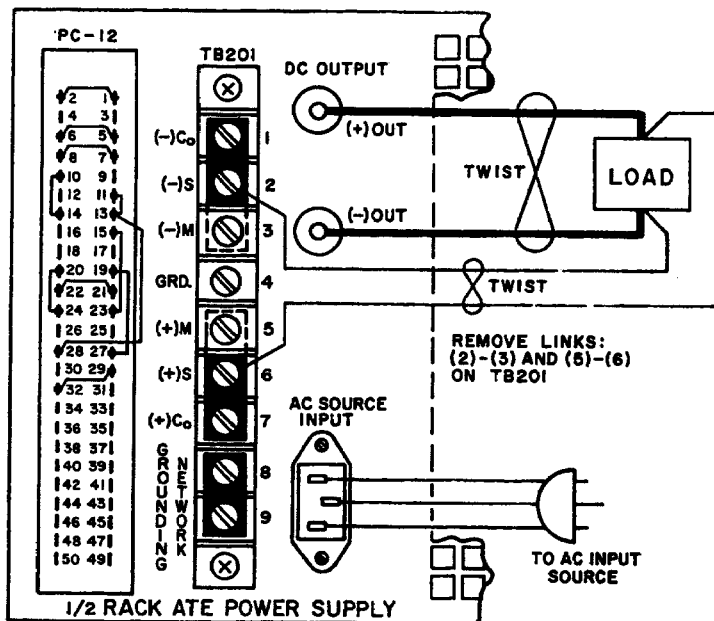 PC-12
TB201
DC OUTPUT
2 1
4 3
6 5
8 7
10 9
12 11
14 13
16 15
18 17
20 19
22 21
24 23
26 25
28 27
30 29
32 31
34 33
36 35
38 37
40 39
42 41
44 43
46 45
48 47
50 49
(-)Co 1
(-)S 2
(-)M 3
GRD. 4
(+)M 5
(+)S 6
(+)Co 7
8
9
GROUNDING
NETWORK
(+)OUT
(-)OUT
TWIST
LOAD
TWIST
REMOVE LINKS:
(2)-(3) AND (5)-(6)
ON TB201
AC SOURCE
INPUT
TO AC INPUT
SOURCE
1/2 RACK ATE POWER SUPPLY